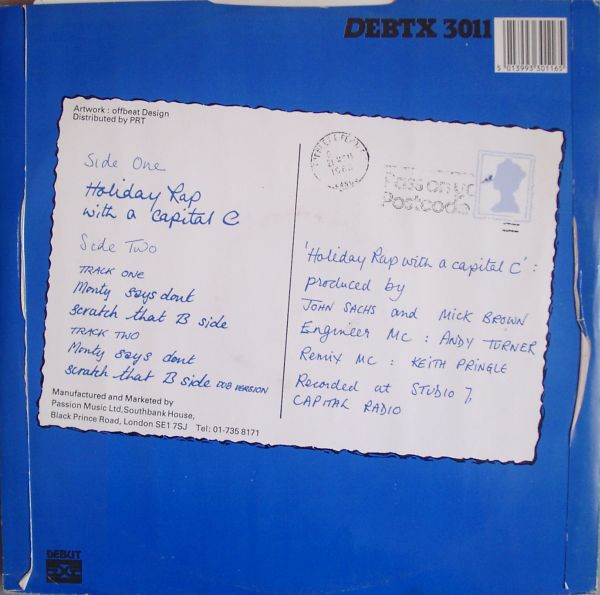 DEBTX 3011
5 013993 301165
Artwork : offbeat Design
Distributed by PRT
Side One
Holiday Rap
with a capital C
Side Two
TRACK ONE
Monty says dont
scratch that B side
TRACK TWO
Monty says dont
scratch that B side DUB VERSION
Manufactured and Marketed by
Passion Music Ltd, Southbank House,
Black Prince Road, London SE1 7SJ Tel: 01-735 8171
Pass on yo
Postcode
'Holiday Rap with a capital C' :
produced by
JOHN SACHS and MICK BROWN
Engineer MC : ANDY TURNER
Remix MC : KEITH PRINGLE
Recorded at STUDIO 7,
CAPITAL RADIO
DEBUT